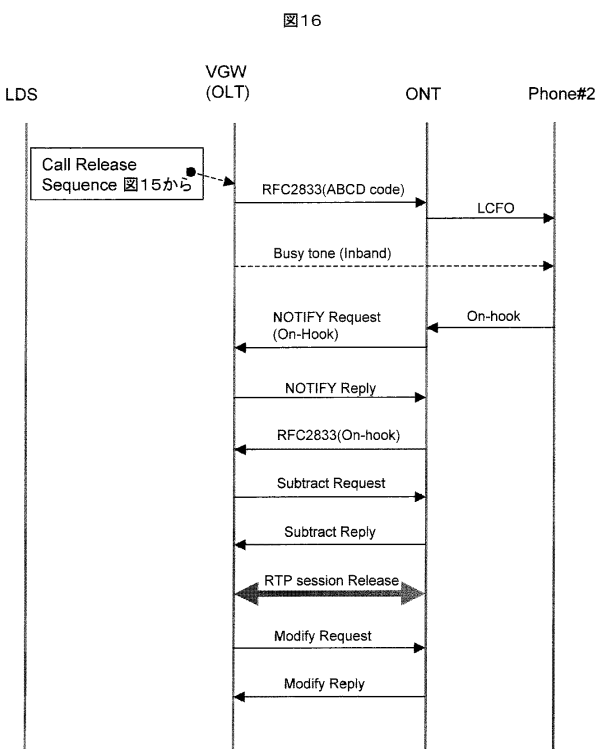 図16
VGW
(OLT)
LDS
ONT
Phone#2
Call Release
Sequence 図15から
RFC2833(ABCD code)
LCFO
Busy tone (Inband)
On-hook
NOTIFY Request
(On-Hook)
NOTIFY Reply
RFC2833(On-hook)
Subtract Request
Subtract Reply
RTP session Release
Modify Request
Modify Reply